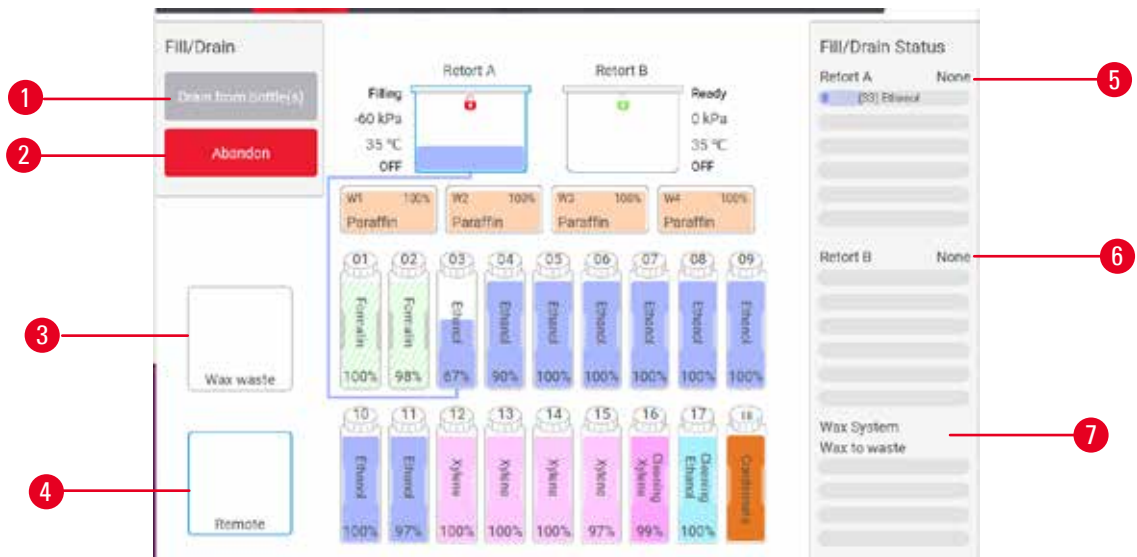 Fill/Drain
Drain from bottle(s)
Abandon
Wax waste
Remote
Retort A
Retort B
Filling
-60 kPa
35 °C
OFF
Ready
0 kPa
35 °C
OFF
W1 100%
Paraffin
W2 100%
Paraffin
W3 100%
Paraffin
W4 100%
Paraffin
01 02 03 04 05 06 07 08 09
Formalin Formalin Ethanol Ethanol Ethanol Ethanol Ethanol Ethanol Ethanol
100% 98% 67% 90% 100% 100% 100% 100% 100%
10 11 12 13 14 15 16 17 18
Ethanol Ethanol Xylene Xylene Xylene Xylene Cleaning Xylene Cleaning Ethanol Condensate
100% 97% 100% 100% 100% 97% 99% 100%
Fill/Drain Status
Retort A None
(S3) Ethanol
Retort B None
Wax System
Wax to waste
1
2
3
4
5
6
7